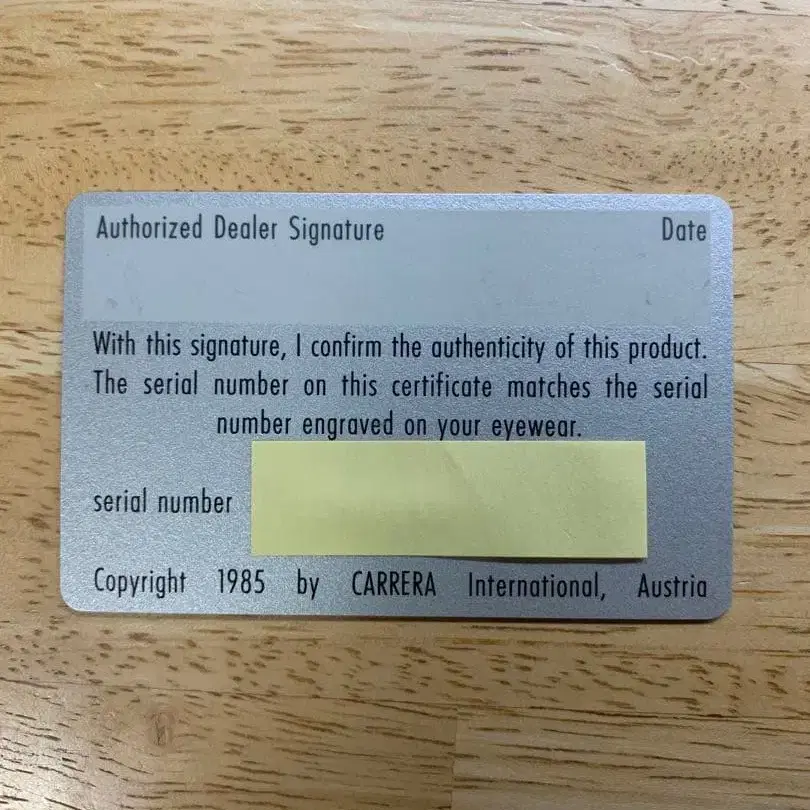 Authorized Dealer Signature Date
With this signature, I confirm the authenticity of this product.
The serial number on this certificate matches the serial
number engraved on your eyewear.
serial number
Copyright 1985 by CARRERA International, Austria